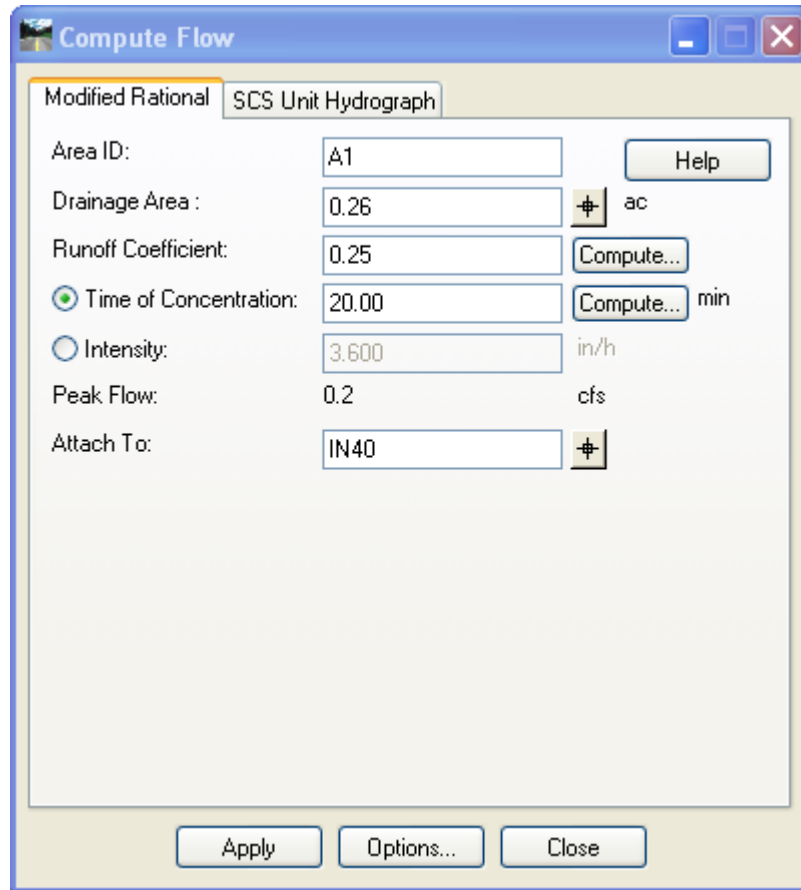 Compute Flow
Modified Rational SCS Unit Hydrograph
Area ID: A1 Help
Drainage Area : 0.26 ac
Runoff Coefficient: 0.25 Compute...
Time of Concentration: 20.00 Compute... min
Intensity: 3.600 in/h
Peak Flow: 0.2 cfs
Attach To: IN40
Apply Options... Close